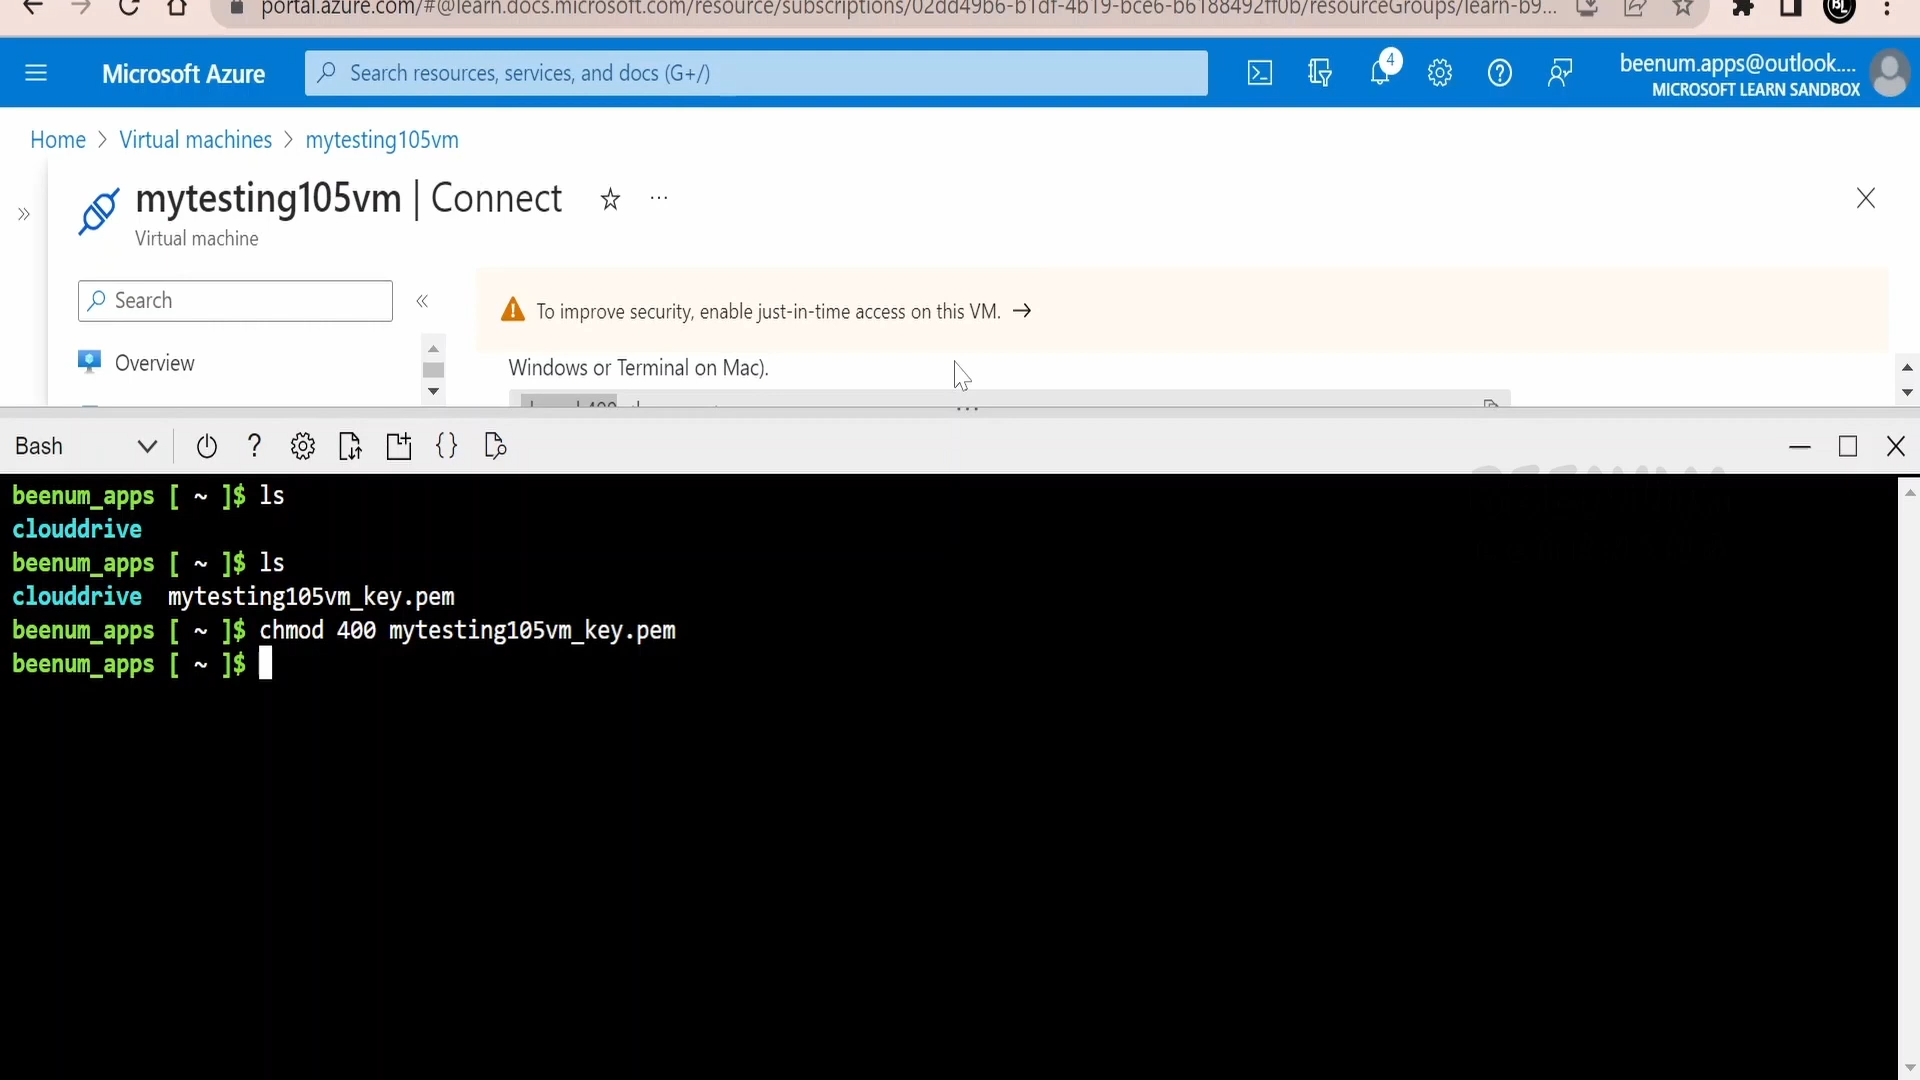 portal.azure.com/#@learn.docs.microsoft.com/resource/subscriptions/02dd49b6-b1df-4b19-bce6-b6188492ff0b/resourceGroups/learn-b9...
Microsoft Azure
Search resources, services, and docs (G+/)
4
beenum.apps@outlook....
MICROSOFT LEARN SANDBOX
Home > Virtual machines > mytesting105vm
mytesting105vm | Connect
Virtual machine
Search
To improve security, enable just-in-time access on this VM. →
Overview
Windows or Terminal on Mac).
Bash
beenum_apps [ ~ ]$ ls
clouddrive
beenum_apps [ ~ ]$ ls
clouddrive  mytesting105vm_key.pem
beenum_apps [ ~ ]$ chmod 400 mytesting105vm_key.pem
beenum_apps [ ~ ]$